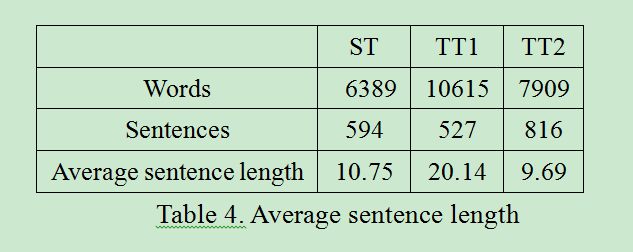 ST TT1 TT2
Words 6389 10615 7909
Sentences 594 527 816
Average sentence length 10.75 20.14 9.69
Table 4. Average sentence length